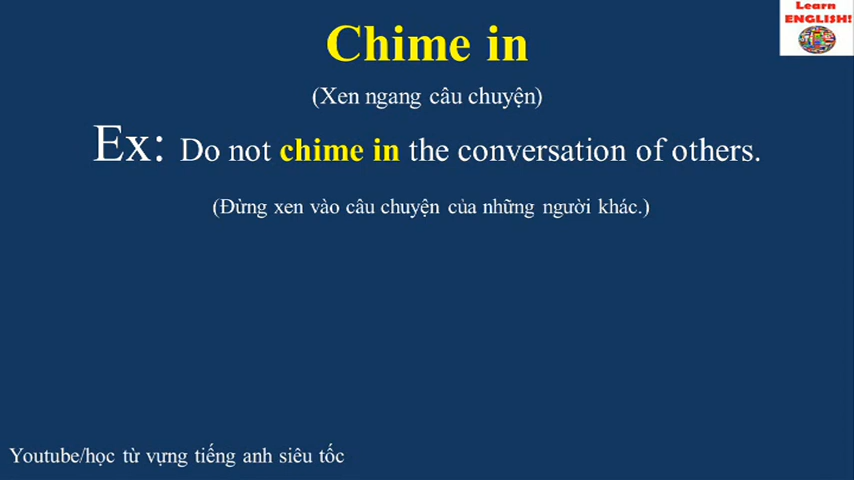 Learn
ENGLISH!
Chime in
(Xen ngang câu chuyện)
Ex: Do not chime in the conversation of others.
(Đừng xen vào câu chuyện của những người khác.)
Youtube/học từ vựng tiếng anh siêu tốc